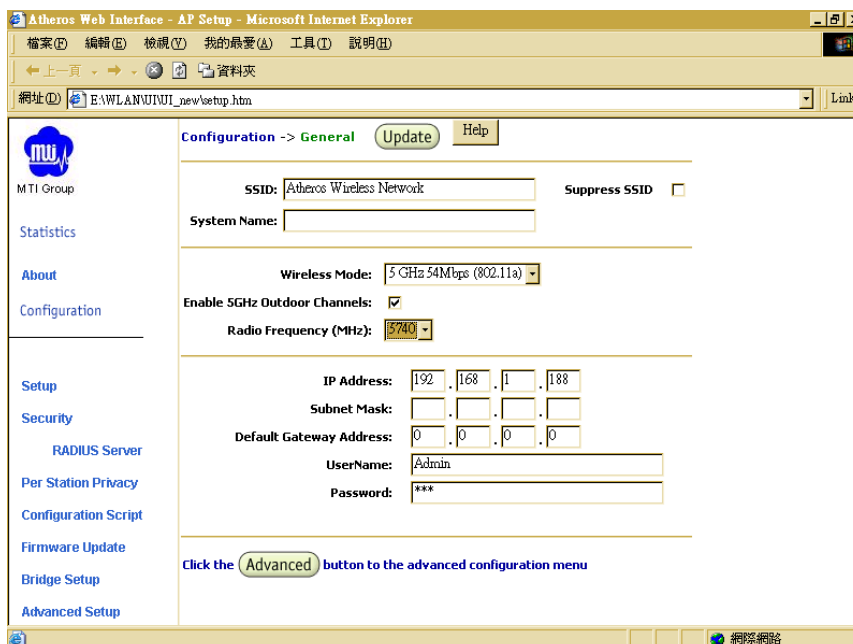 Atheros Web Interface - AP Setup - Microsoft Internet Explorer
檔案(F) 編輯(E) 檢視(V) 我的最愛(A) 工具(T) 說明(H)
上一頁 資料夾
網址(D) E:\WLAN\UI\UI_new\setup.htm Link
Configuration -> General Update Help
MTI Group
Statistics
About
Configuration
Setup
Security
RADIUS Server
Per Station Privacy
Configuration Script
Firmware Update
Bridge Setup
Advanced Setup
SSID: Atheros Wireless Network Suppress SSID
System Name:
Wireless Mode: 5 GHz 54Mbps (802.11a)
Enable 5GHz Outdoor Channels:
Radio Frequency (MHz): 5740
IP Address: 192 . 168 . 1 . 188
Subnet Mask: . . .
Default Gateway Address: 0 . 0 . 0 . 0
UserName: Admin
Password: ***
Click the Advanced button to the advanced configuration menu
網際網路